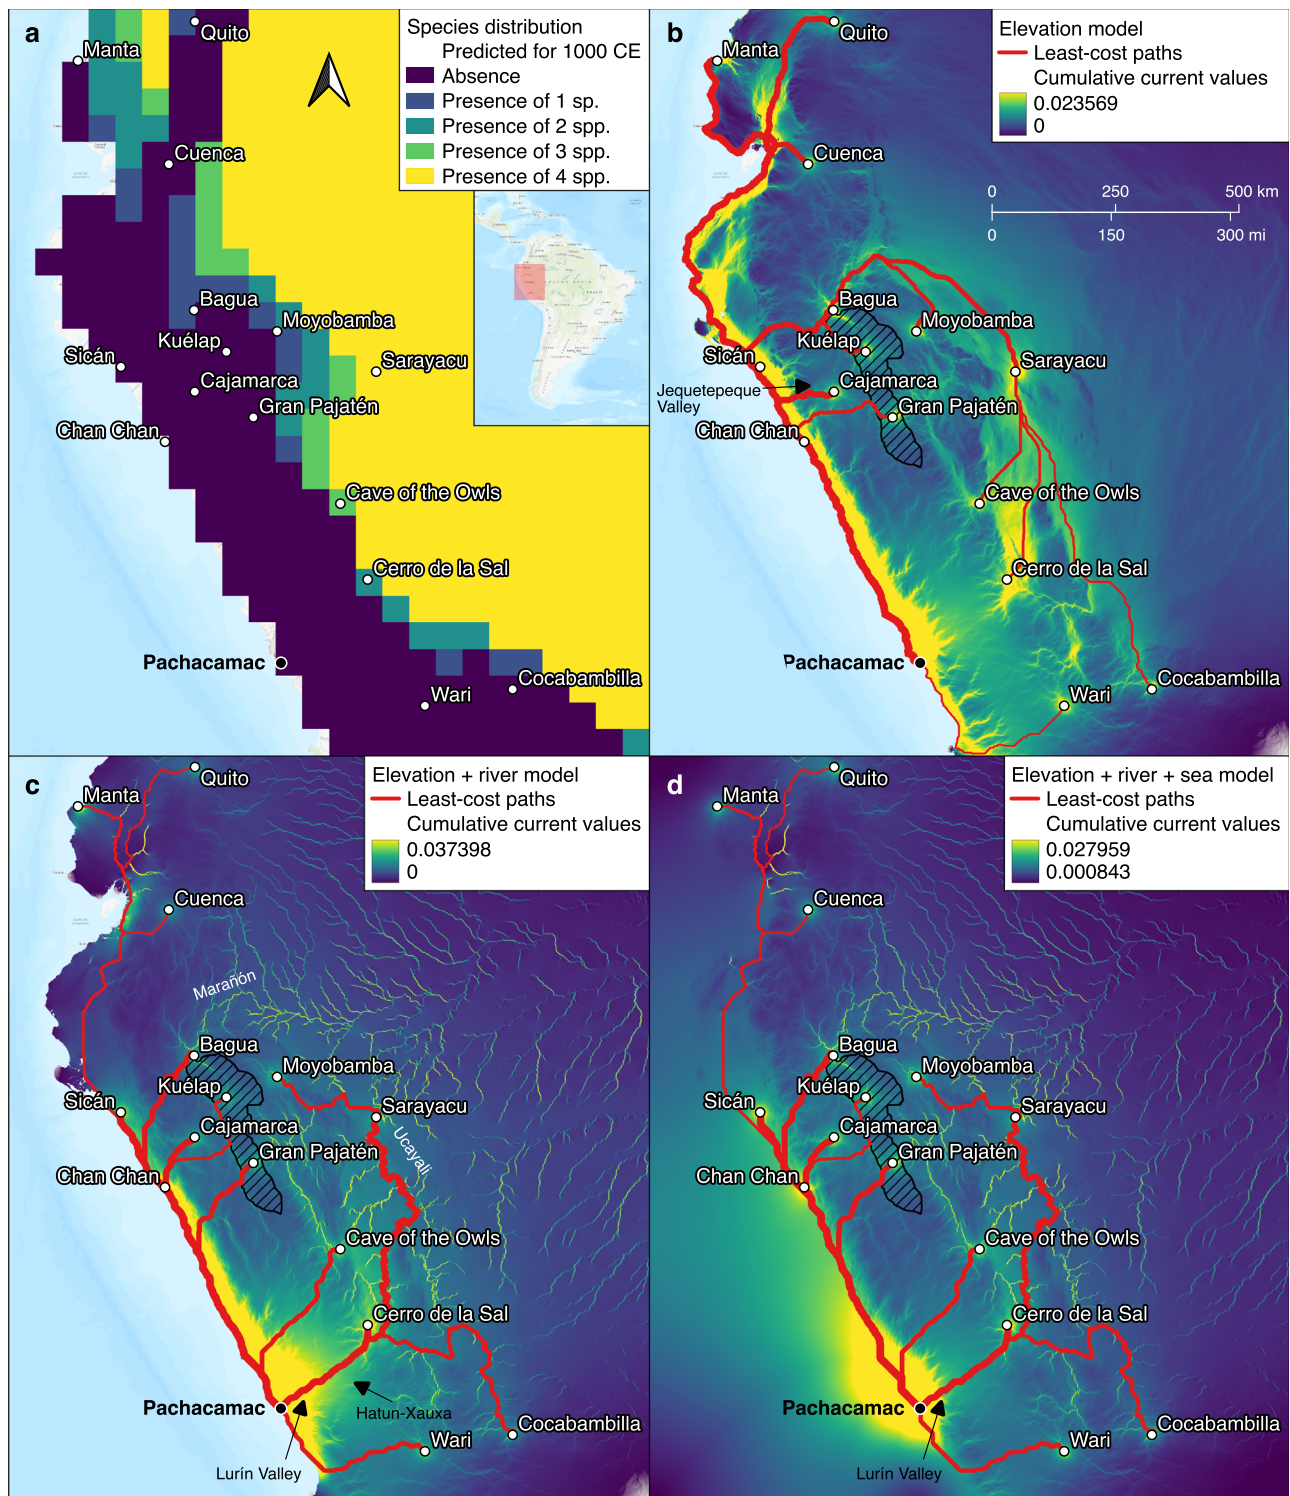 a
Quito
Manta
Cuenca
Bagua
Moyobamba
Kuélap
Sicán
Sarayacu
Cajamarca
Gran Pajatén
Chan Chan
Cave of the Owls
Cerro de la Sal
Pachacamac
Cocabambilla
Wari
Species distribution
Predicted for 1000 CE
Absence
Presence of 1 sp.
Presence of 2 spp.
Presence of 3 spp.
Presence of 4 spp.
b
Quito
Manta
Cuenca
Elevation model
Least-cost paths
Cumulative current values
0.023569
0
0 250 500 km
0 150 300 mi
Bagua
Moyobamba
Kuélap
Sicán
Sarayacu
Jequetepeque
Valley
Cajamarca
Gran Pajatén
Chan Chan
Cave of the Owls
Cerro de la Sal
Pachacamac
Cocabambilla
Wari
c
Quito
Manta
Cuenca
Elevation + river model
Least-cost paths
Cumulative current values
0.037398
0
Marañón
Bagua
Moyobamba
Kuélap
Sicán
Sarayacu
Cajamarca
Ucayali
Gran Pajatén
Chan Chan
Cave of the Owls
Cerro de la Sal
Pachacamac
Hatun-Xauxa
Cocabambilla
Wari
Lurín Valley
d
Quito
Manta
Cuenca
Elevation + river + sea model
Least-cost paths
Cumulative current values
0.027959
0.000843
Bagua
Moyobamba
Kuélap
Sicán
Sarayacu
Cajamarca
Gran Pajatén
Chan Chan
Cave of the Owls
Cerro de la Sal
Pachacamac
Cocabambilla
Wari
Lurín Valley